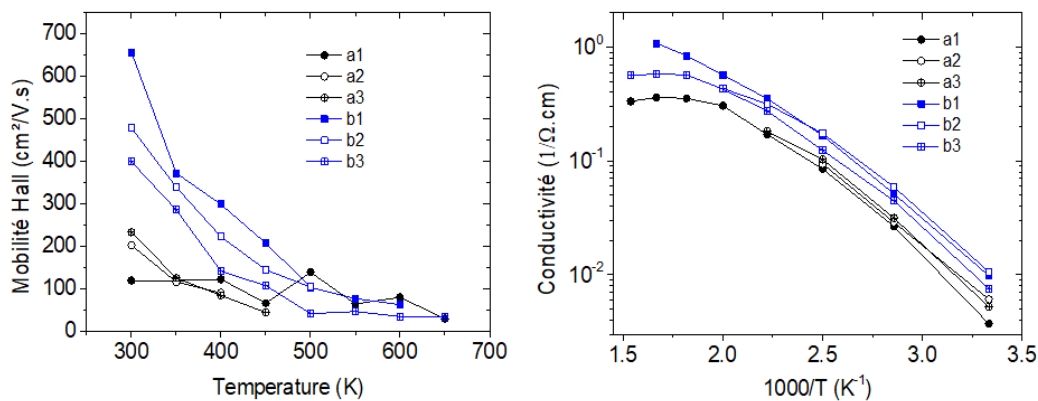 700
600
500
400
300
200
100
0
Mobilité Hall (cm²/V.s)
300
400
500
600
700
Temperature (K)
a1
a2
a3
b1
b2
b3
10⁰
10⁻¹
10⁻²
Conductivité (1/Ω.cm)
1.5
2.0
2.5
3.0
3.5
1000/T (K⁻¹)
a1
a2
a3
b1
b2
b3